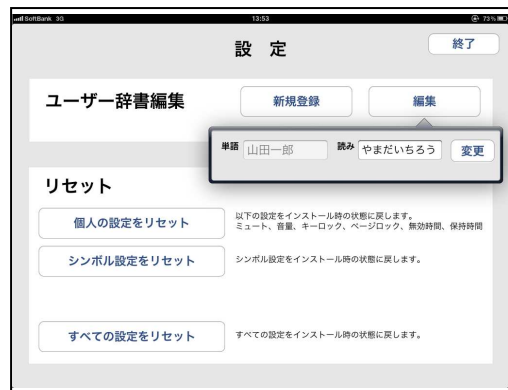 SoftBank 3G 13:53 73%
設 定
終了
ユーザー辞書編集
新規登録
編集
単語 山田一郎 読み やまだいちろう 変更
リセット
個人の設定をリセット
以下の設定をインストール時の状態に戻します。
ミュート、音量、キーロック、ページロック、無効時間、保持時間
シンボル設定をリセット
シンボル設定をインストール時の状態に戻します。
すべての設定をリセット
すべての設定をインストール時の状態に戻します。